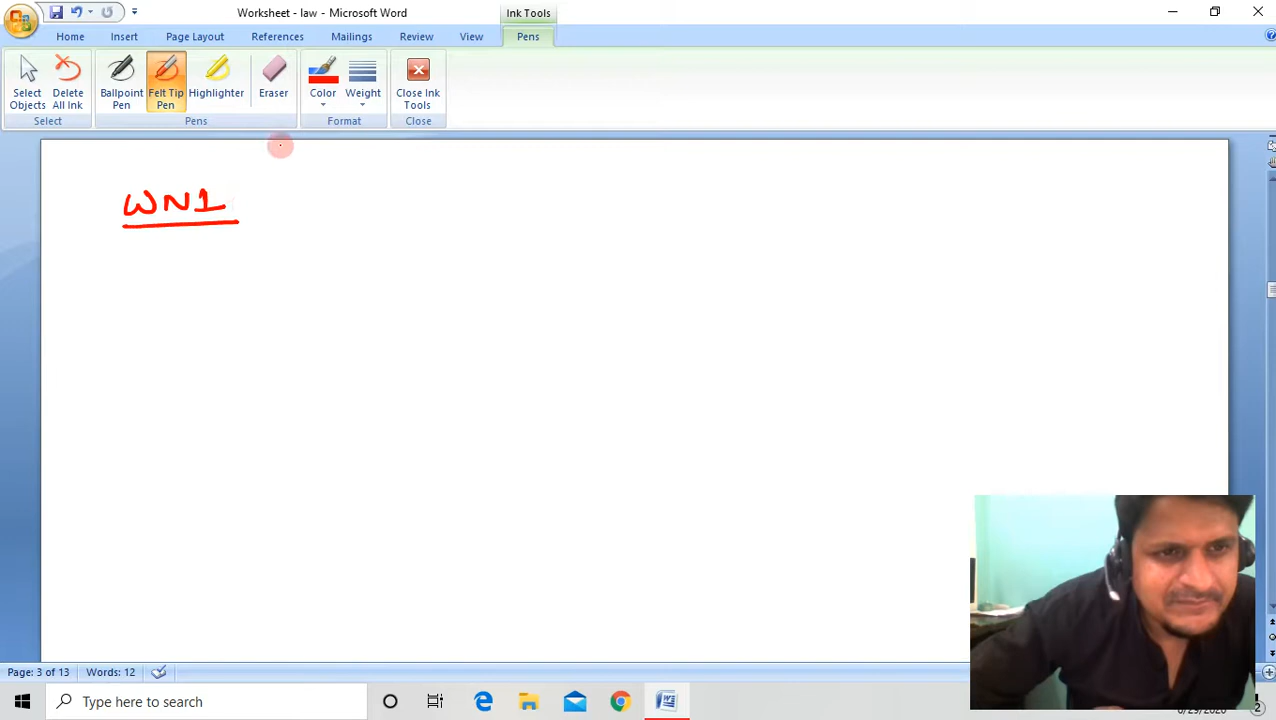 Worksheet - law - Microsoft Word
Ink Tools
Home Insert Page Layout References Mailings Review View Pens
Select Objects
Delete All Ink
Ballpoint Pen
Felt Tip Pen
Highlighter
Eraser
Color
Weight
Close Ink Tools
Select Pens Format Close
WN1
Page: 3 of 13 Words: 12
Type here to search